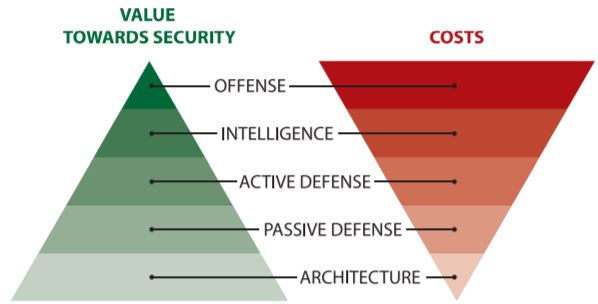 VALUE
TOWARDS SECURITY
COSTS
OFFENSE
INTELLIGENCE
ACTIVE DEFENSE
PASSIVE DEFENSE
ARCHITECTURE